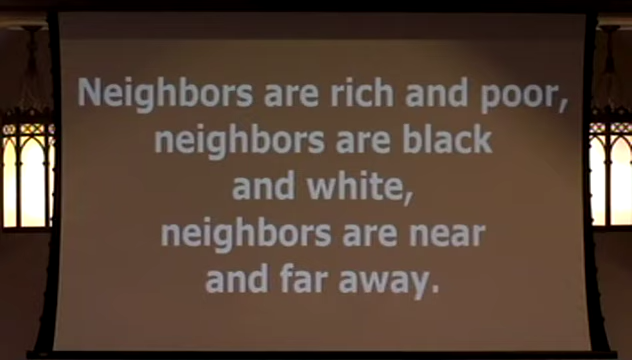 Neighbors are rich and poor,
neighbors are black
and white,
neighbors are near
and far away.